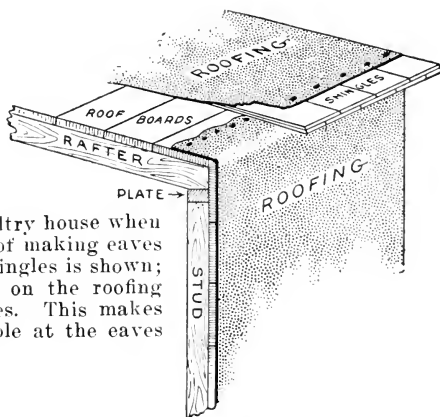 ROOFING
SHINGLES
ROOF BOARDS
RAFTER
ROOFING
PLATE →
STUD
ltry house when
of making eaves
ingles is shown;
on the roofing
es. This makes
ble at the eaves